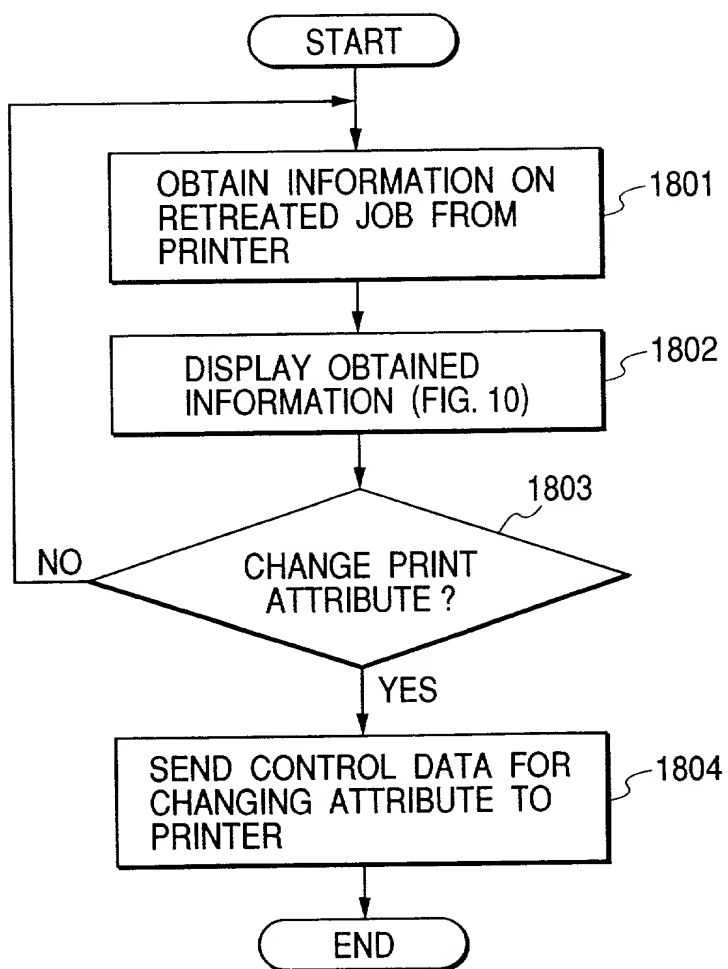 START
OBTAIN INFORMATION ON
RETREATED JOB FROM
PRINTER
1801
DISPLAY OBTAINED
INFORMATION (FIG. 10)
1802
1803
NO
CHANGE PRINT
ATTRIBUTE ?
YES
SEND CONTROL DATA FOR
CHANGING ATTRIBUTE TO
PRINTER
1804
END